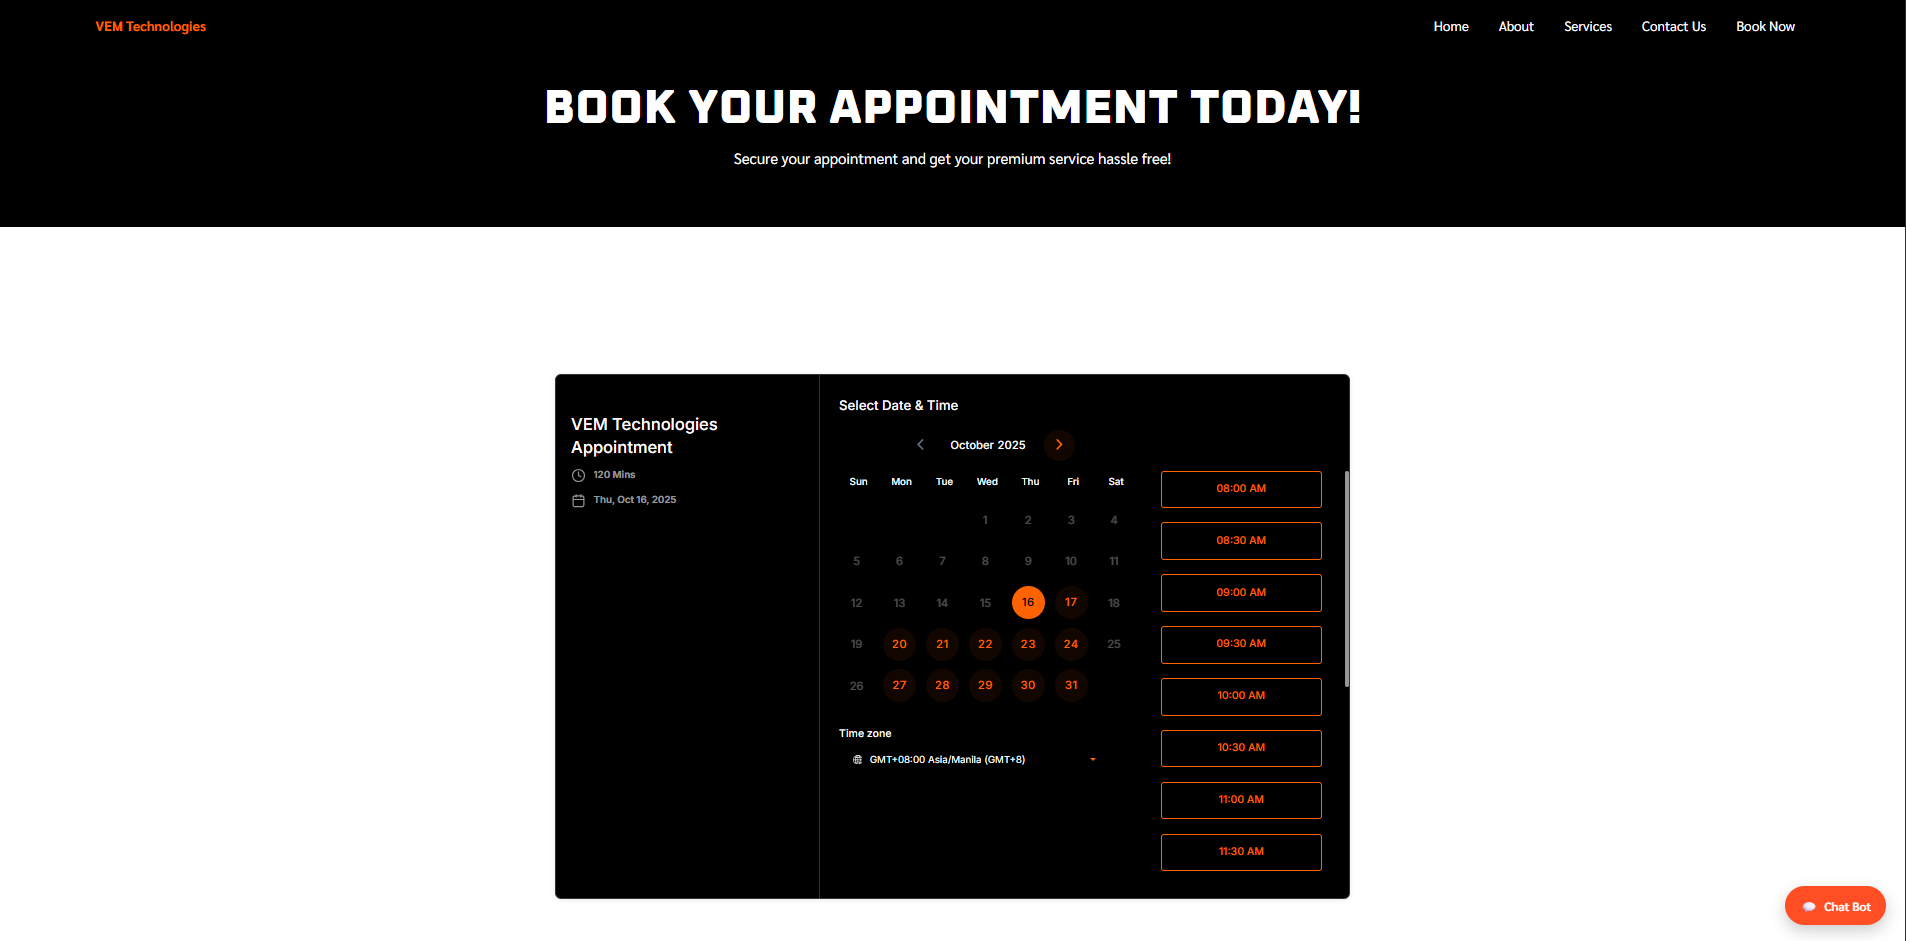 VEM Technologies
Home About Services Contact Us Book Now
BOOK YOUR APPOINTMENT TODAY!
Secure your appointment and get your premium service hassle free!
VEM Technologies
Appointment
120 Mins
Thu, Oct 16, 2025
Select Date & Time
October 2025
Sun Mon Tue Wed Thu Fri Sat
1 2 3 4
5 6 7 8 9 10 11
12 13 14 15 16 17 18
19 20 21 22 23 24 25
26 27 28 29 30 31
Time zone
GMT+08:00 Asia/Manila (GMT+8)
08:00 AM
08:30 AM
09:00 AM
09:30 AM
10:00 AM
10:30 AM
11:00 AM
11:30 AM
Chat Bot